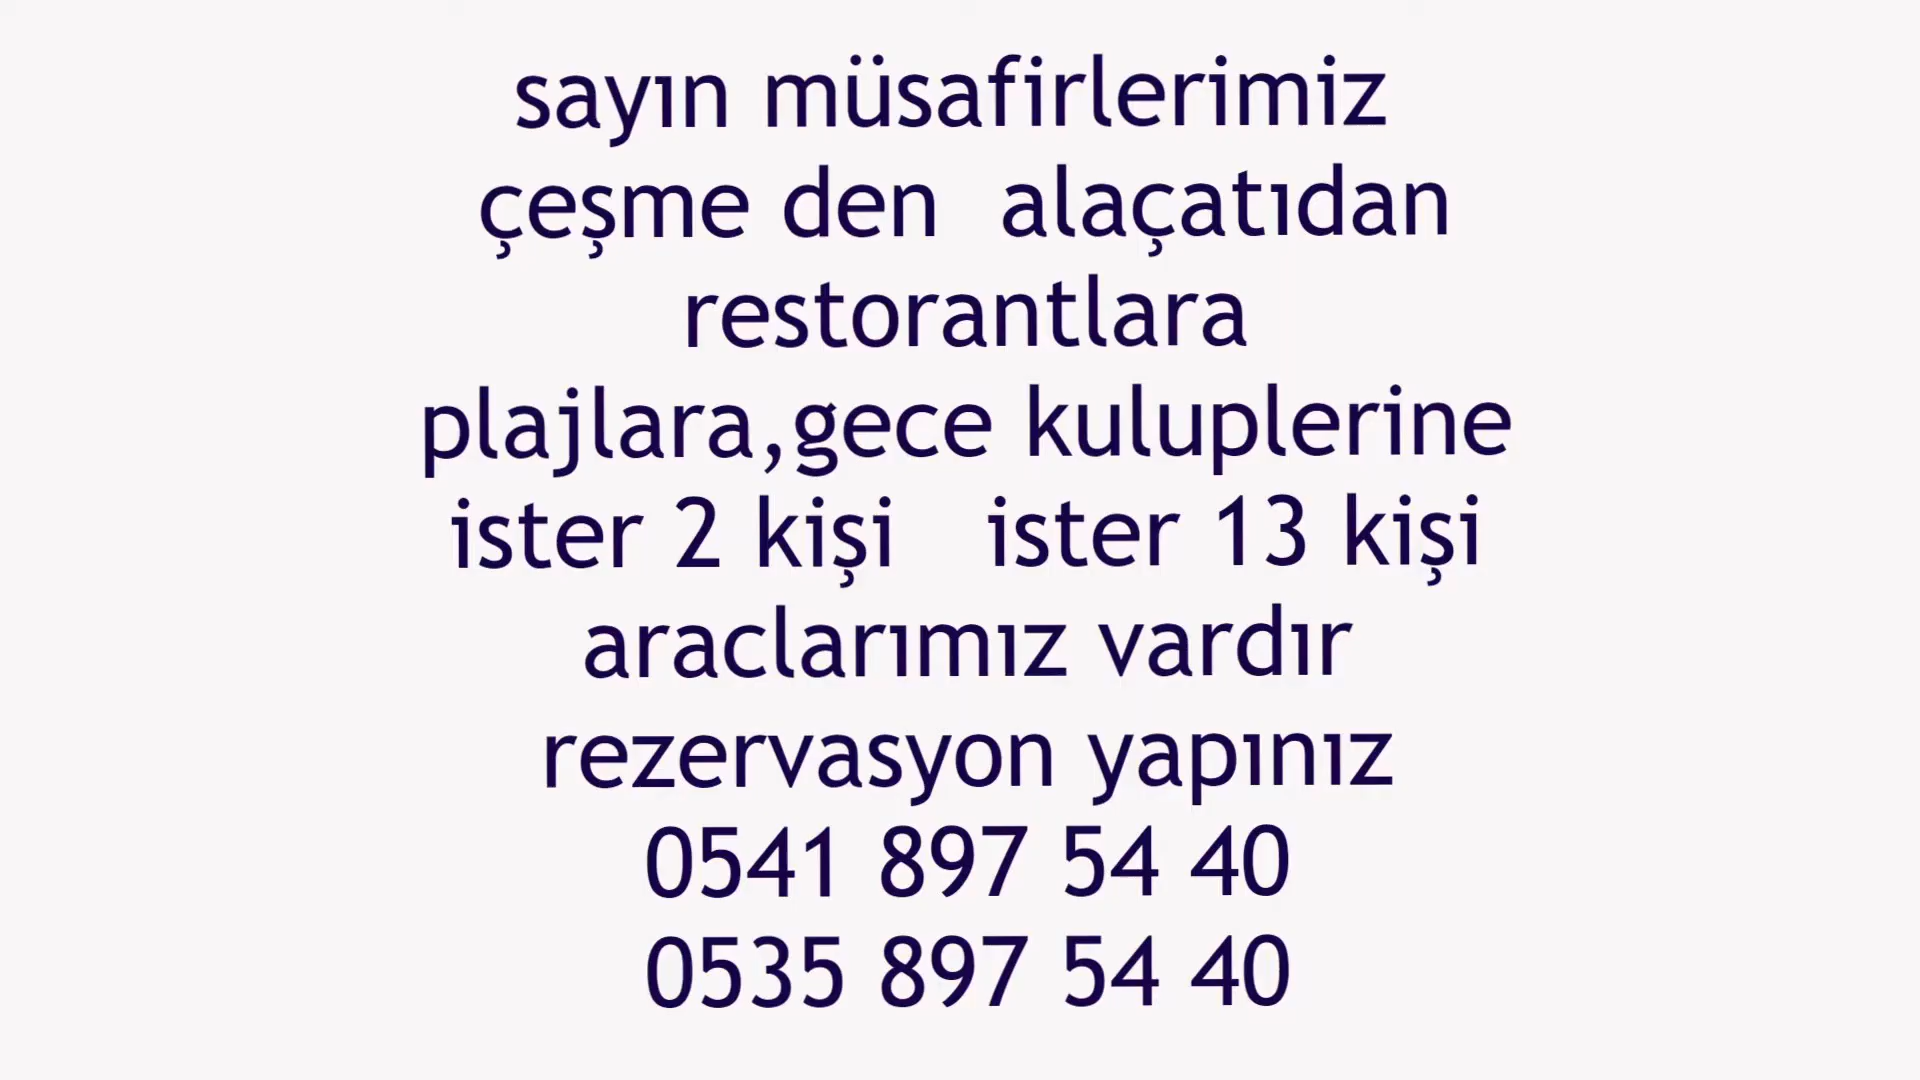 sayın müsafirlerimiz
çeşme den  alaçatıdan
restorantlara
plajlara,gece kuluplerine
ister 2 kişi   ister 13 kişi
araclarımız vardır
rezervasyon yapınız
0541 897 54 40
0535 897 54 40